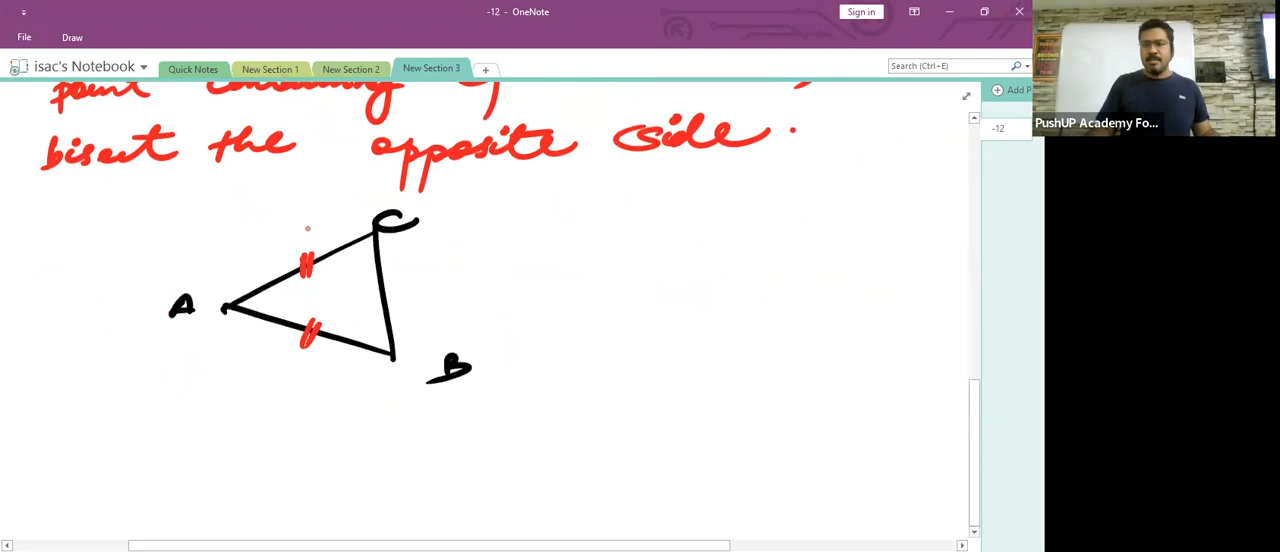 -12 - OneNote
Sign in
File
Draw
isac's Notebook
Quick Notes
New Section 1
New Section 2
New Section 3
Search (Ctrl+E)
Add P
-12
PushUP Academy Fo...
point
bisect the opposite side.
C
A
B